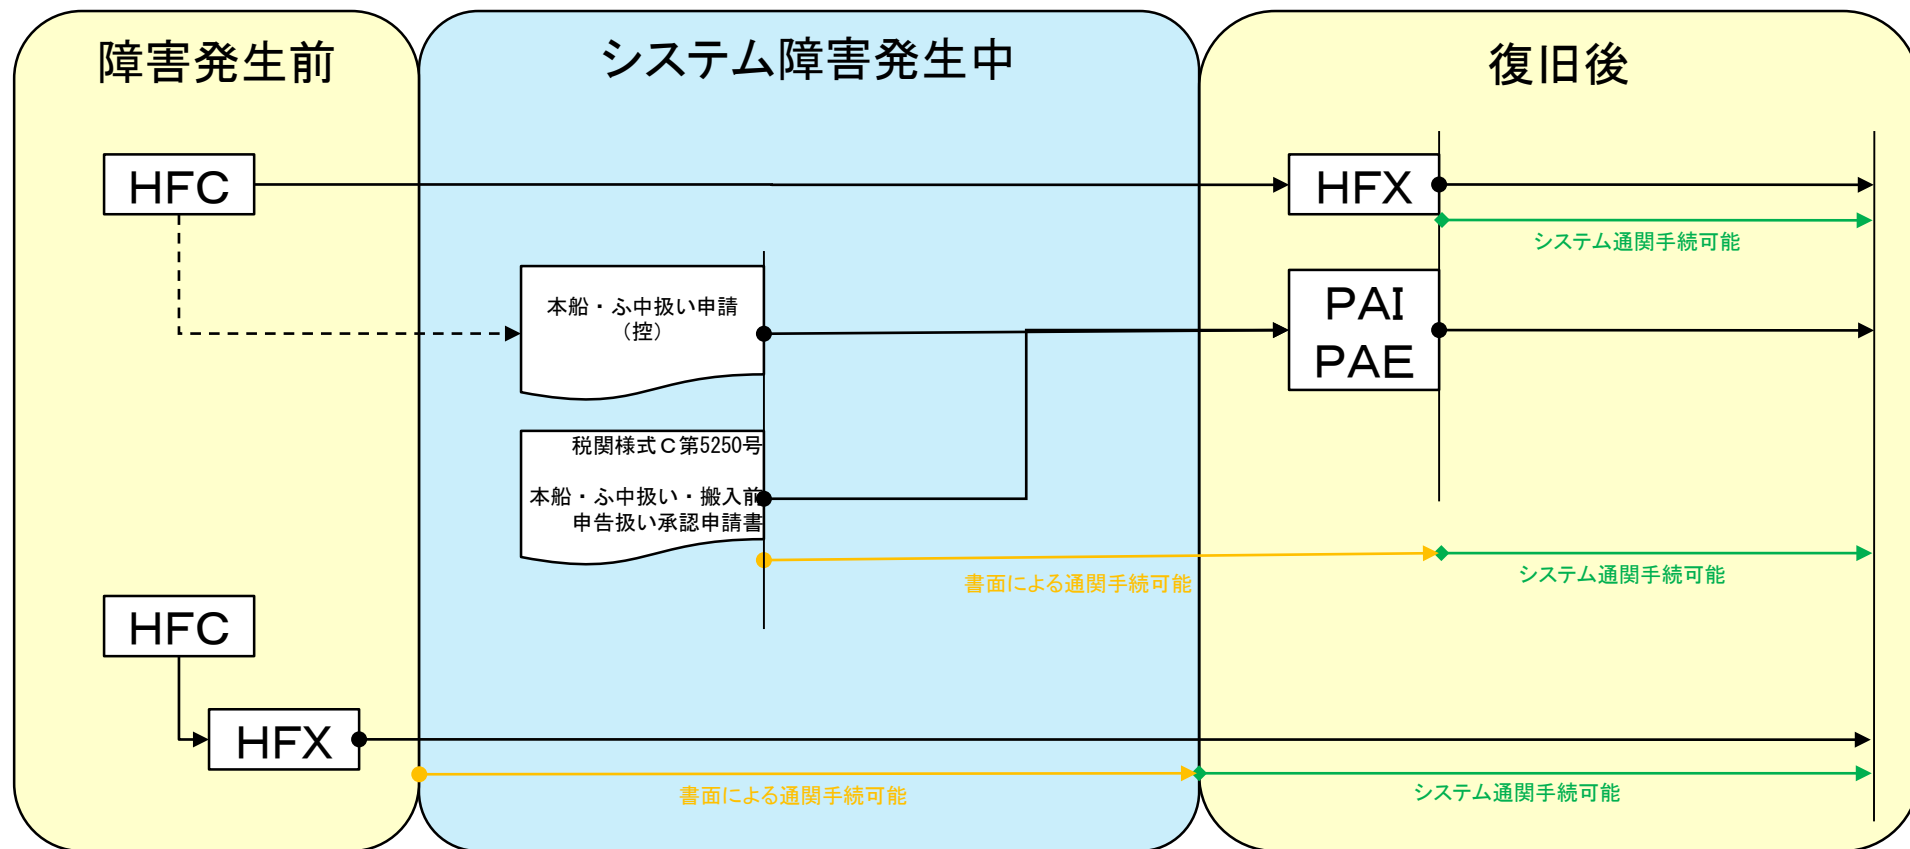 障害発生前
システム障害発生中
復旧後
HFC
HFX
システム通関手続可能
本船・ふ中扱い申請
（控）
PAI
PAE
税関様式Ｃ第5250号
本船・ふ中扱い・搬入前
申告扱い承認申請書
書面による通関手続可能
システム通関手続可能
HFC
HFX
書面による通関手続可能
システム通関手続可能